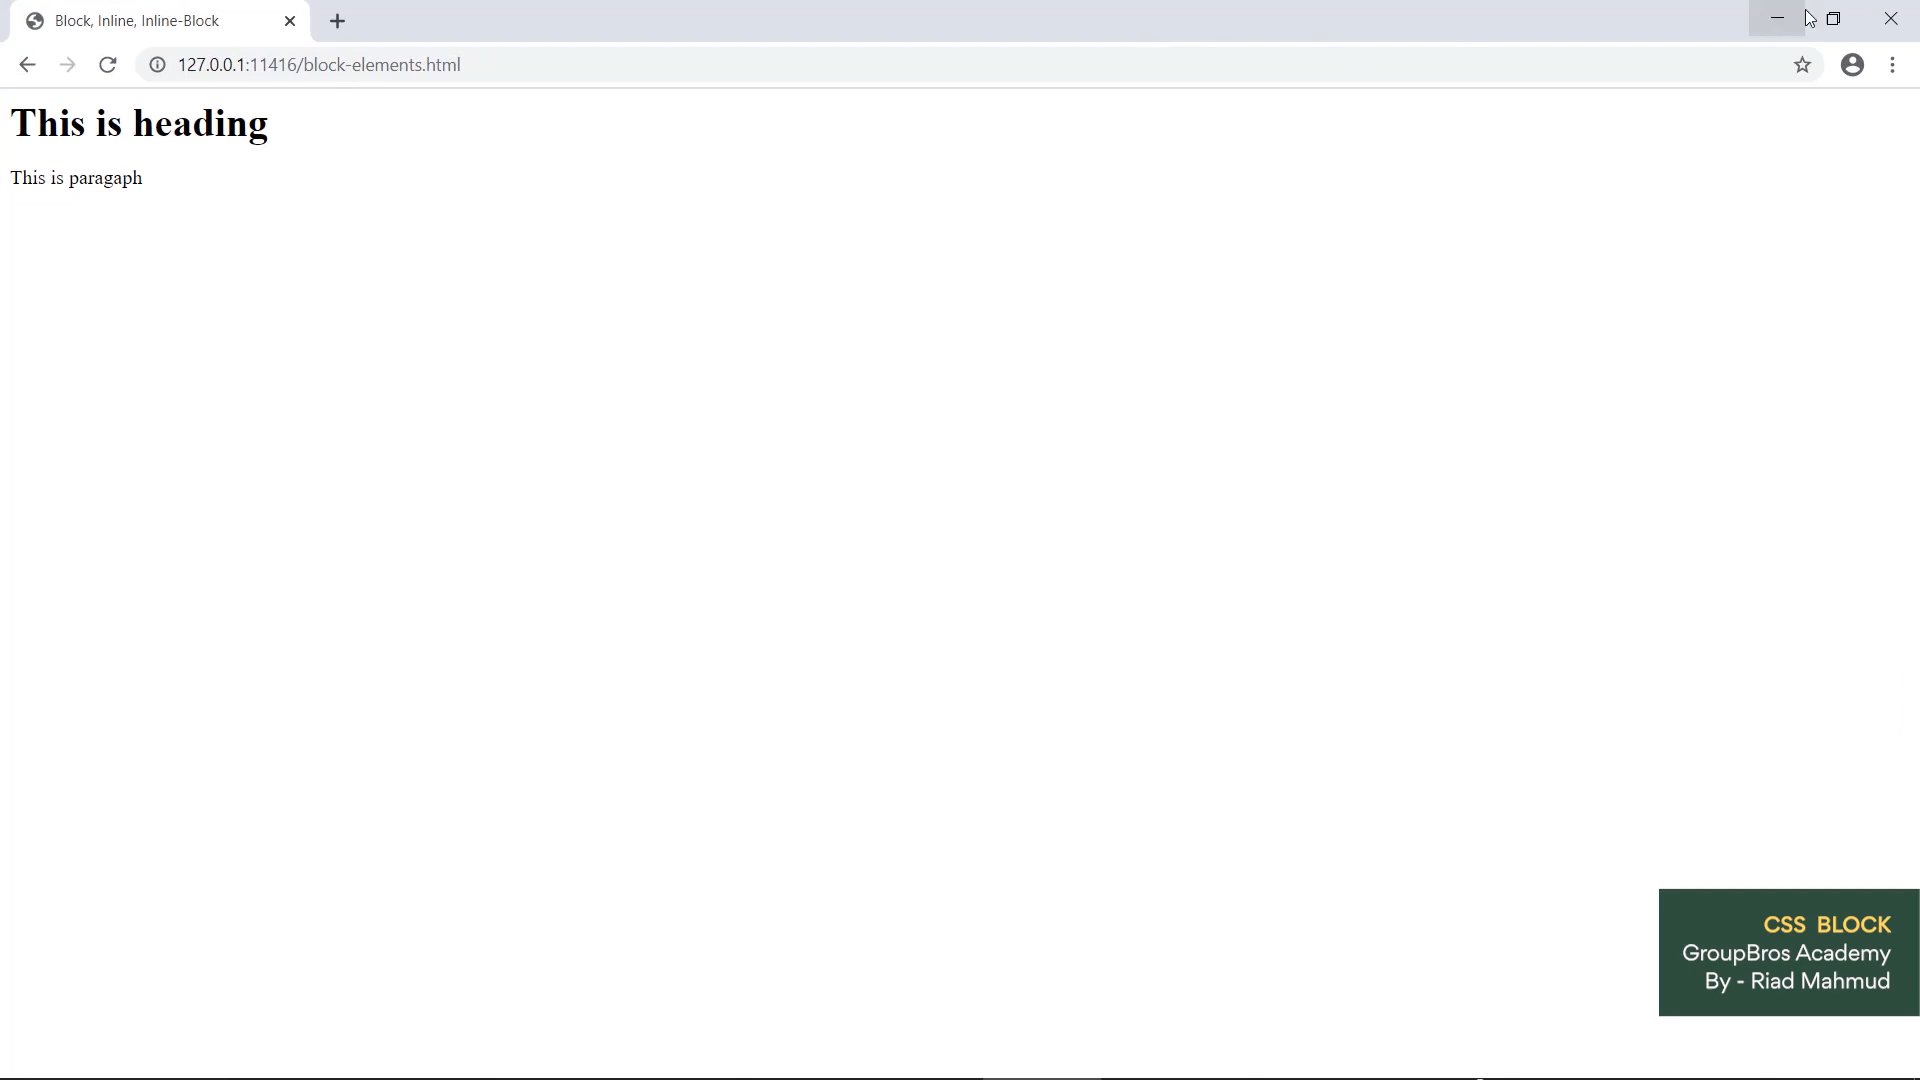 Block, Inline, Inline-Block
127.0.0.1:11416/block-elements.html
This is heading
This is paragaph
CSS BLOCK
GroupBros Academy
By - Riad Mahmud